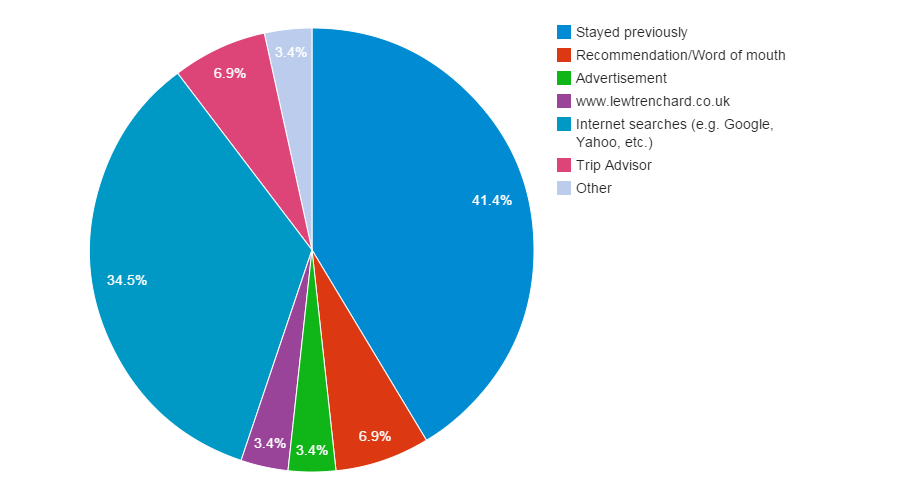 3.4%
6.9%
41.4%
34.5%
3.4%
3.4%
6.9%
Stayed previously
Recommendation/Word of mouth
Advertisement
www.lewtrenchard.co.uk
Internet searches (e.g. Google,
Yahoo, etc.)
Trip Advisor
Other